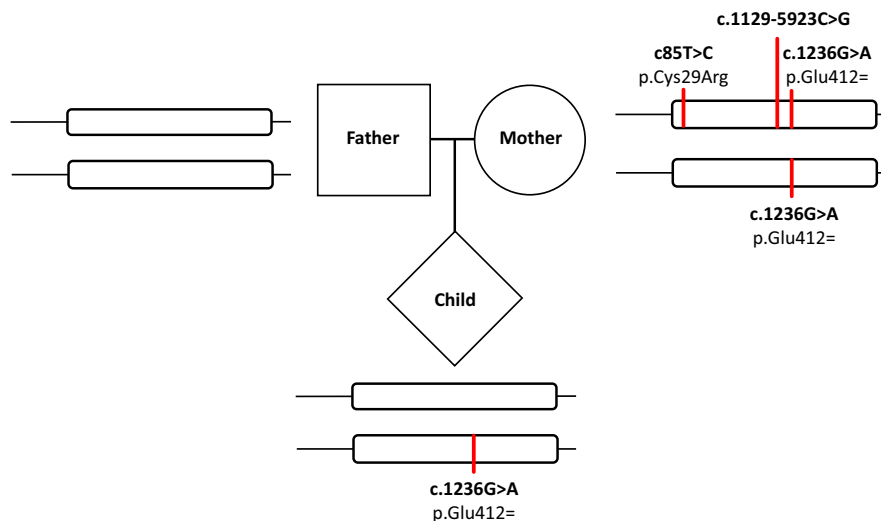 c.1129-5923C>G
c85T>C
p.Cys29Arg
c.1236G>A
p.Glu412=
Father
Mother
c.1236G>A
p.Glu412=
Child
c.1236G>A
p.Glu412=